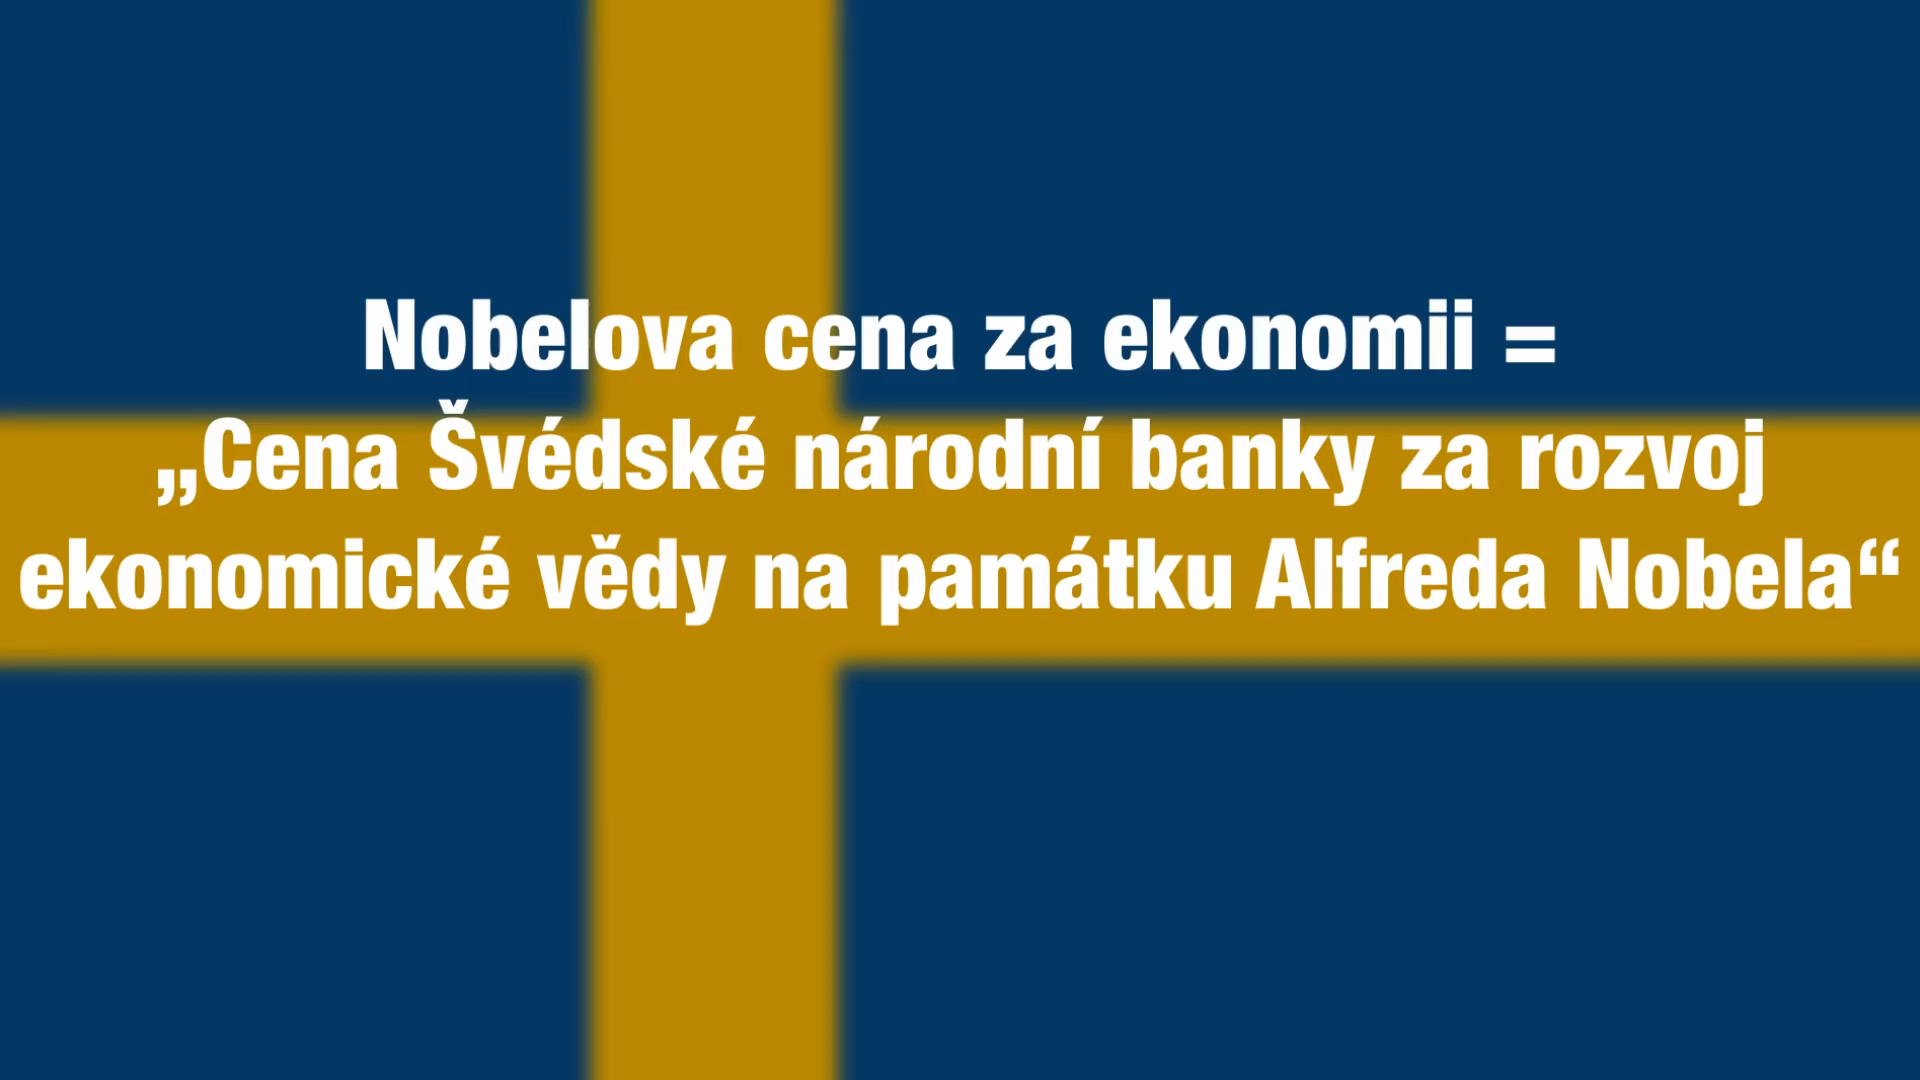 Nobelova cena za ekonomii =
„Cena Švédské národní banky za rozvoj
ekonomické vědy na památku Alfreda Nobela“